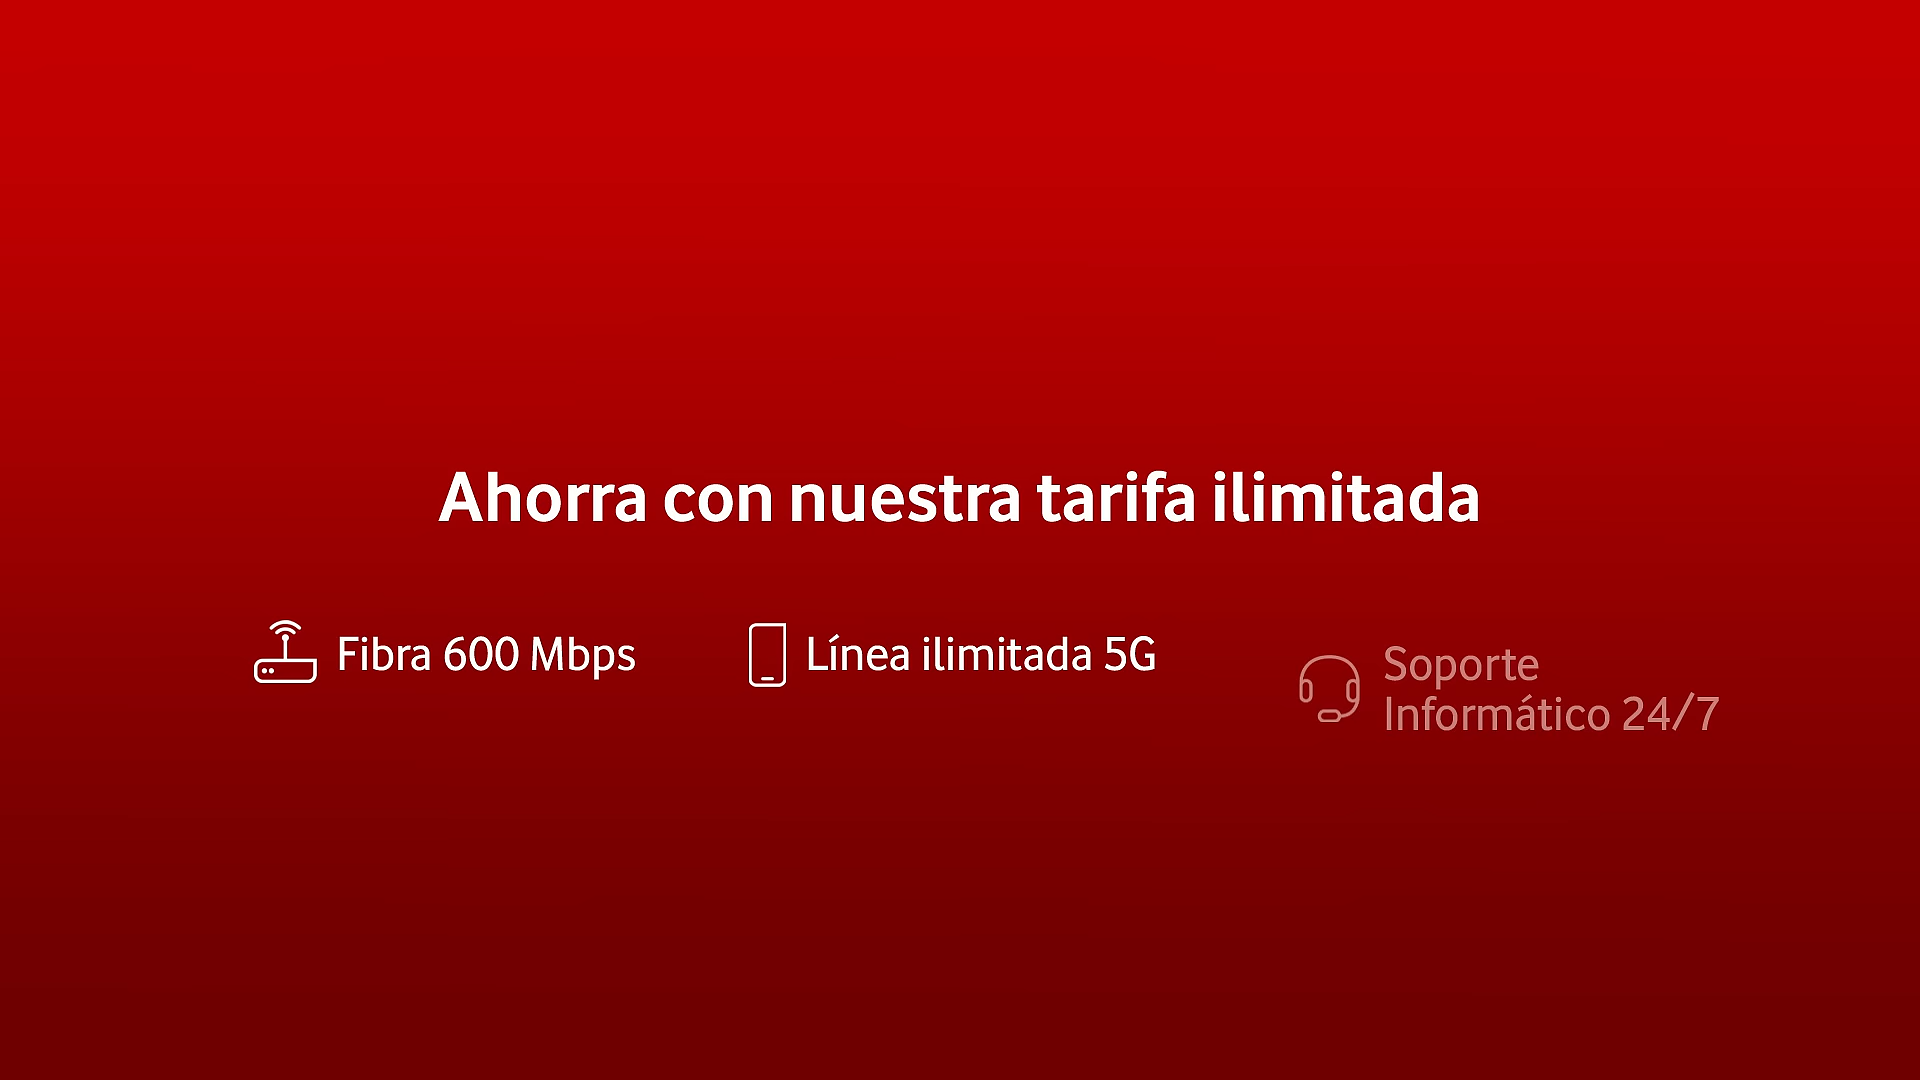 Ahorra con nuestra tarifa ilimitada
Fibra 600 Mbps
Línea ilimitada 5G
Soporte
Informático 24/7